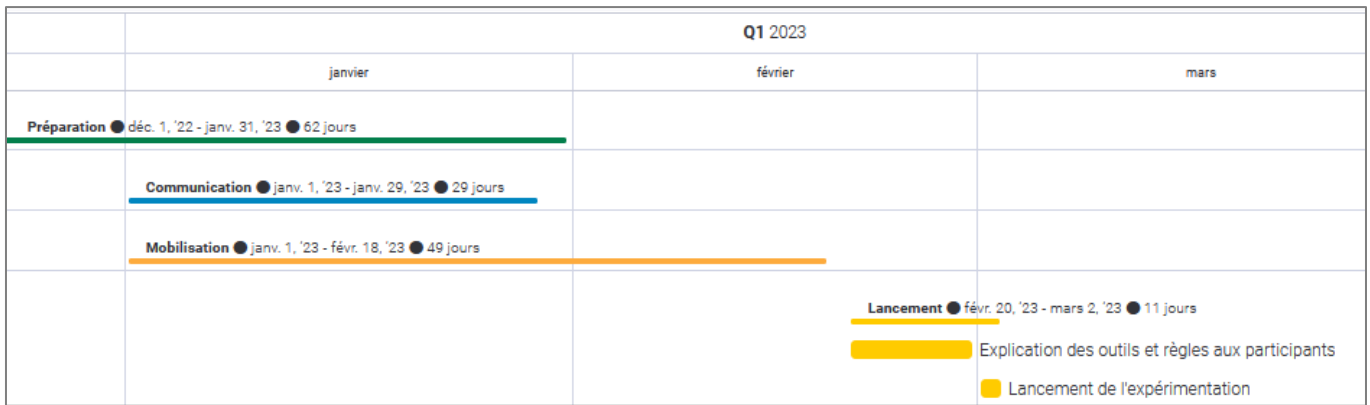 Q1 2023
janvier février mars
Préparation ● déc. 1, '22 - janv. 31, '23 ● 62 jours
Communication ● janv. 1, '23 - janv. 29, '23 ● 29 jours
Mobilisation ● janv. 1, '23 - févr. 18, '23 ● 49 jours
Lancement ● févr. 20, '23 - mars 2, '23 ● 11 jours
Explication des outils et règles aux participants
Lancement de l'expérimentation